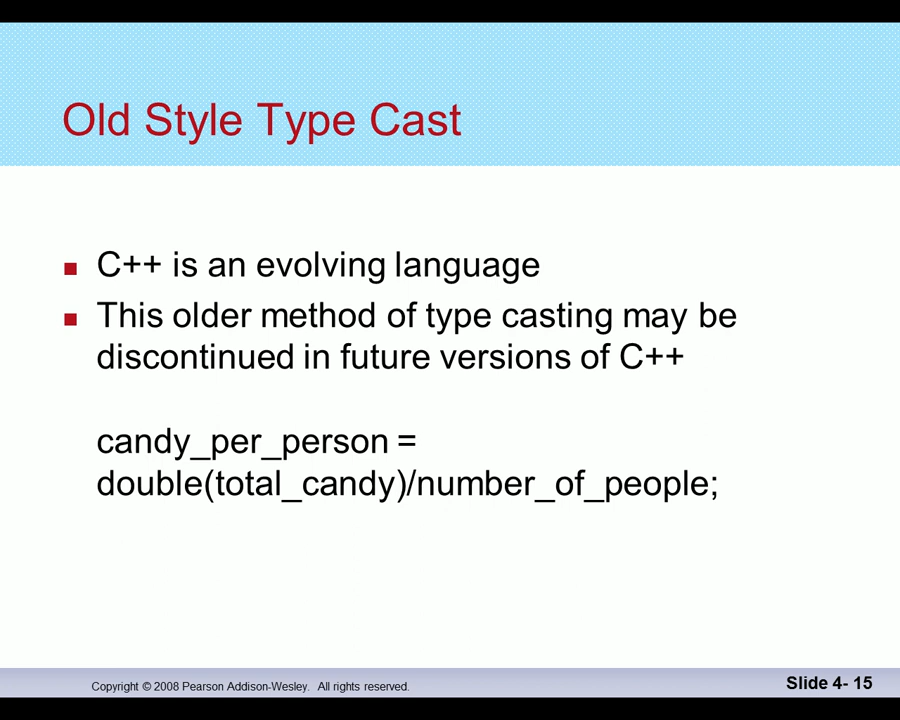 Old Style Type Cast
C++ is an evolving language
This older method of type casting may be
discontinued in future versions of C++
candy_per_person =
double(total_candy)/number_of_people;
Copyright © 2008 Pearson Addison-Wesley. All rights reserved.
Slide 4- 15